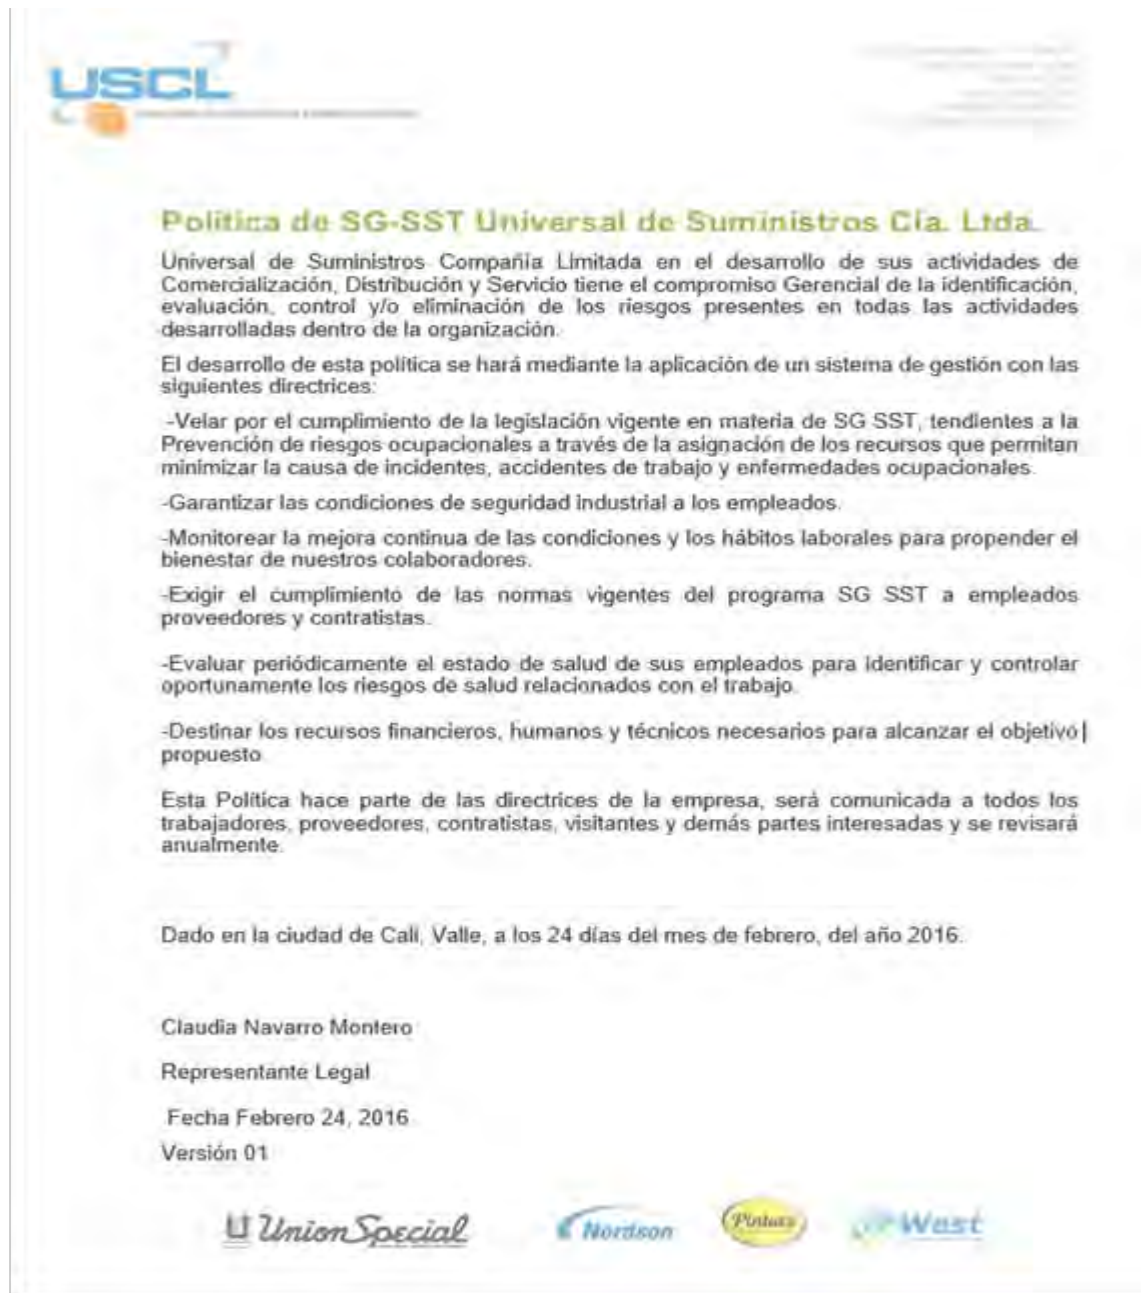 USCL
Política de SG-SST Universal de Suministros Cía. Ltda.
Universal de Suministros Compañía Limitada en el desarrollo de sus actividades de
Comercialización, Distribución y Servicio tiene el compromiso Gerencial de la identificación,
evaluación, control y/o eliminación de los riesgos presentes en todas las actividades
desarrolladas dentro de la organización.
El desarrollo de esta política se hará mediante la aplicación de un sistema de gestión con las
siguientes directrices:
-Velar por el cumplimiento de la legislación vigente en materia de SG SST, tendientes a la
Prevención de riesgos ocupacionales a través de la asignación de los recursos que permitan
minimizar la causa de incidentes, accidentes de trabajo y enfermedades ocupacionales.
-Garantizar las condiciones de seguridad industrial a los empleados.
-Monitorear la mejora continua de las condiciones y los hábitos laborales para propender el
bienestar de nuestros colaboradores.
-Exigir el cumplimiento de las normas vigentes del programa SG SST a empleados
proveedores y contratistas.
-Evaluar periódicamente el estado de salud de sus empleados para identificar y controlar
oportunamente los riesgos de salud relacionados con el trabajo.
-Destinar los recursos financieros, humanos y técnicos necesarios para alcanzar el objetivo
propuesto
Esta Política hace parte de las directrices de la empresa, será comunicada a todos los
trabajadores, proveedores, contratistas, visitantes y demás partes interesadas y se revisará
anualmente.
Dado en la ciudad de Cali, Valle, a los 24 días del mes de febrero, del año 2016.
Claudia Navarro Montero
Representante Legal
Fecha Febrero 24, 2016
Versión 01
Union Special Nordson West